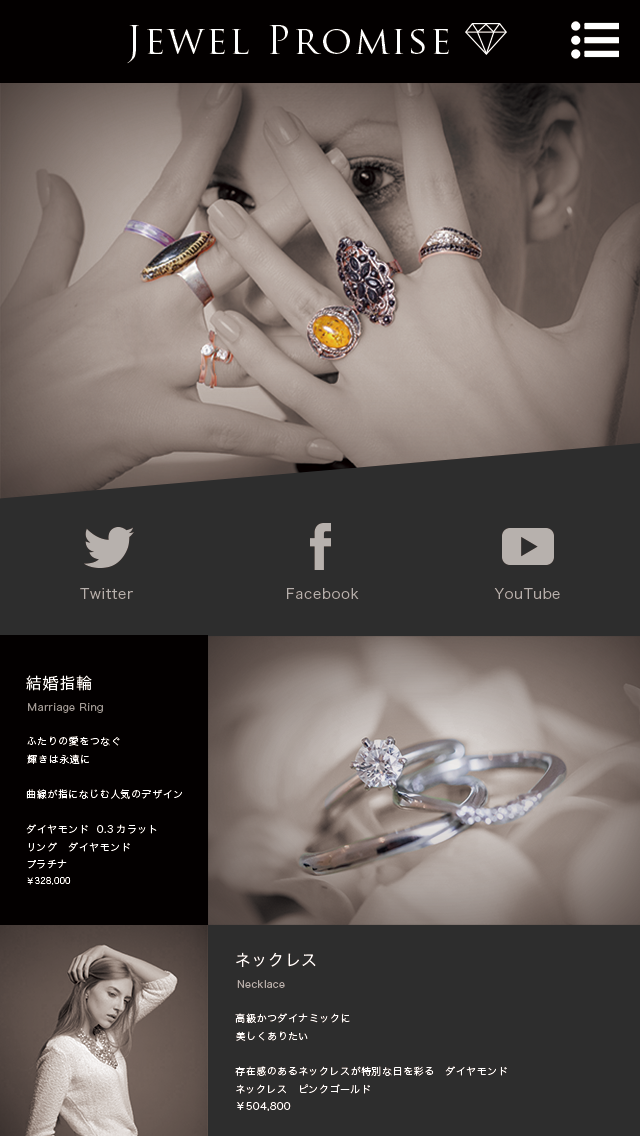 JEWEL PROMISE
Twitter
Facebook
YouTube
結婚指輪
Marriage Ring
ふたりの愛をつなぐ
輝きは永遠に
曲線が指になじむ人気のデザイン
ダイヤモンド 0.3カラット
リング ダイヤモンド
プラチナ
¥328,000
ネックレス
Necklace
高級かつダイナミックに
美しくありたい
存在感のあるネックレスが特別な日を彩る ダイヤモンド
ネックレス ピンクゴールド
¥504,800